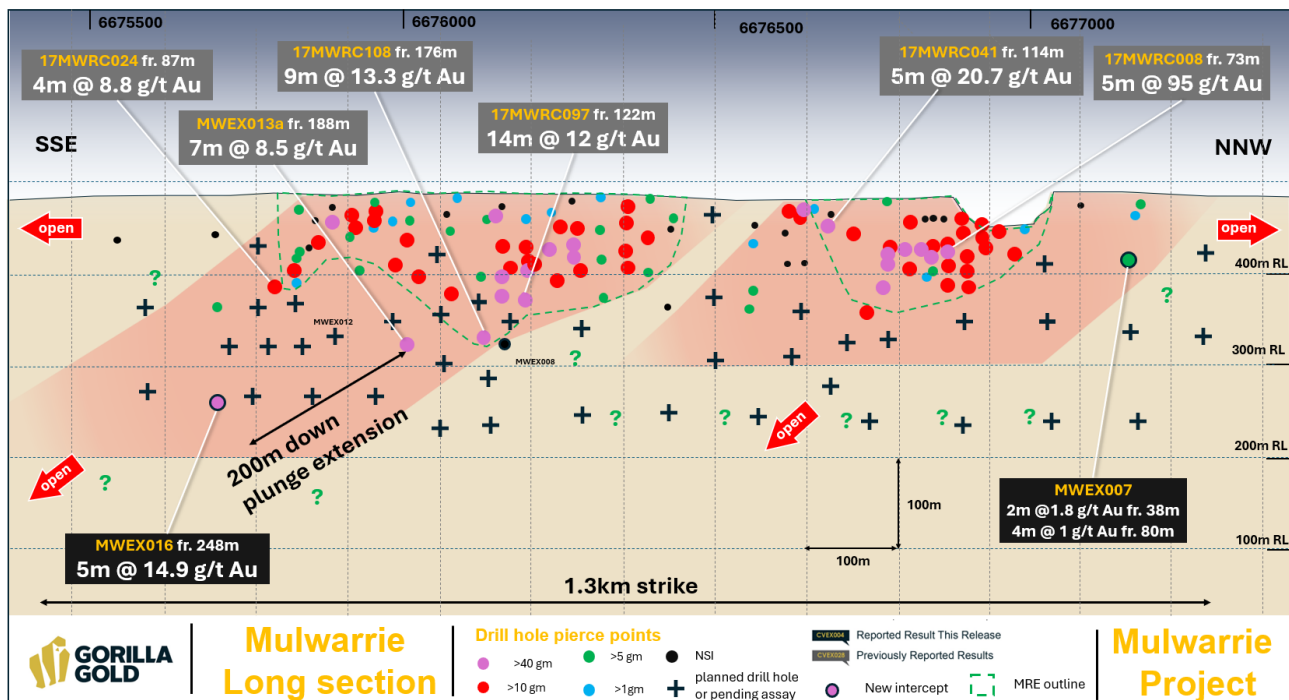 6675500
6676000
6676500
6677000
17MWRC024 fr. 87m
4m @ 8.8 g/t Au
17MWRC108 fr. 176m
9m @ 13.3 g/t Au
17MWRC041 fr. 114m
5m @ 20.7 g/t Au
17MWRC008 fr. 73m
5m @ 95 g/t Au
MWEX013a fr. 188m
7m @ 8.5 g/t Au
17MWRC097 fr. 122m
14m @ 12 g/t Au
SSE
NNW
open
open
?
400m RL
?
MWEX012
MWEX008
?
300m RL
?
?
?
?
?
open
200m down
plunge extension
200m RL
open
?
?
100m
100m
MWEX007
2m @1.8 g/t Au fr. 38m
4m @ 1 g/t Au fr. 80m
MWEX016 fr. 248m
5m @ 14.9 g/t Au
100m RL
1.3km strike
GORILLA
GOLD
Mulwarrie
Long section
Drill hole pierce points
>40 gm
>5 gm
NSI
>10 gm
>1gm
planned drill hole
or pending assay
CVEX004 Reported Result This Release
CVEX028 Previously Reported Results
New intercept
MRE outline
Mulwarrie
Project